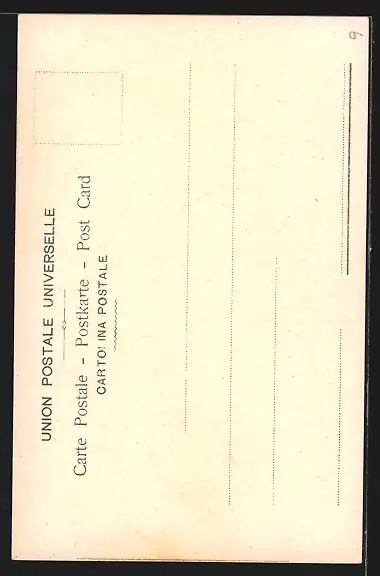 UNION POSTALE UNIVERSELLE
Carte Postale - Postkarte - Post Card
CARTOLINA POSTALE